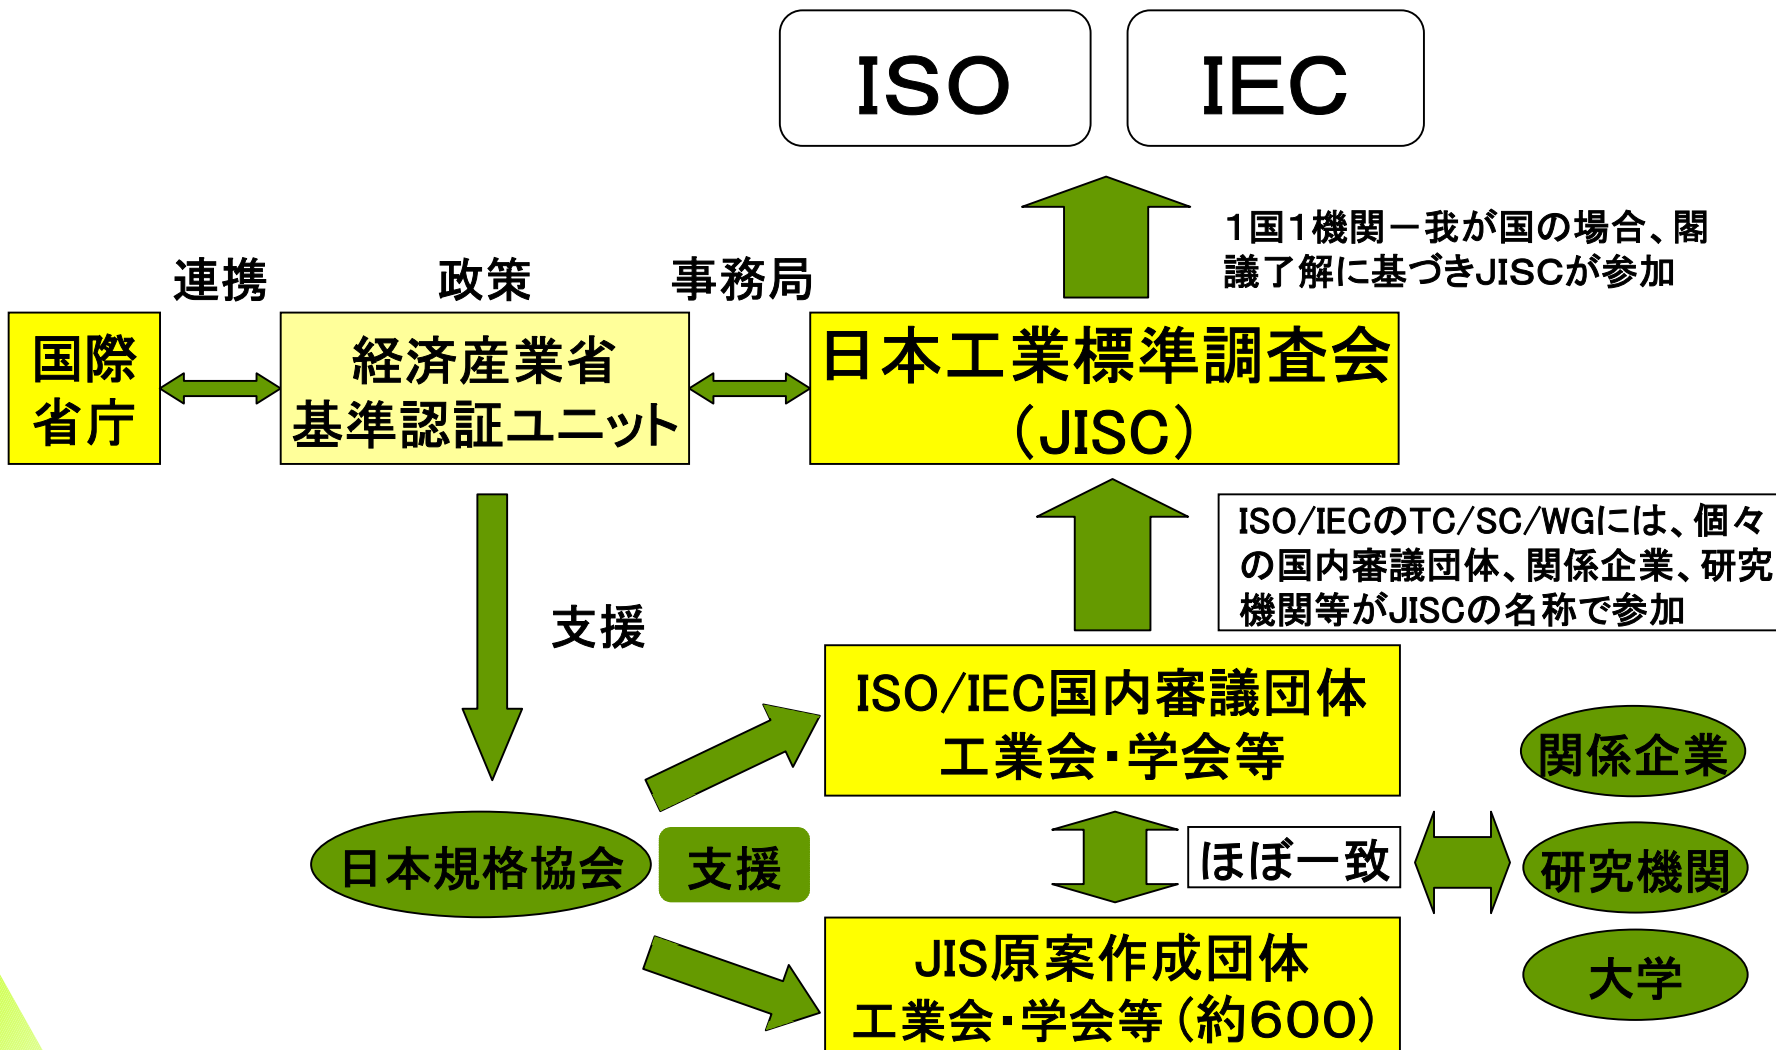 ISO
IEC
1国1機関－我が国の場合、閣
議了解に基づきJISCが参加
連携
政策
事務局
国際
省庁
経済産業省
基準認証ユニット
日本工業標準調査会
（JISC）
ISO/IECのTC/SC/WGには、個々
の国内審議団体、関係企業、研究
機関等がJISCの名称で参加
支援
ISO/IEC国内審議団体
工業会・学会等
関係企業
日本規格協会
支援
ほぼ一致
研究機関
JIS原案作成団体
工業会・学会等（約600）
大学